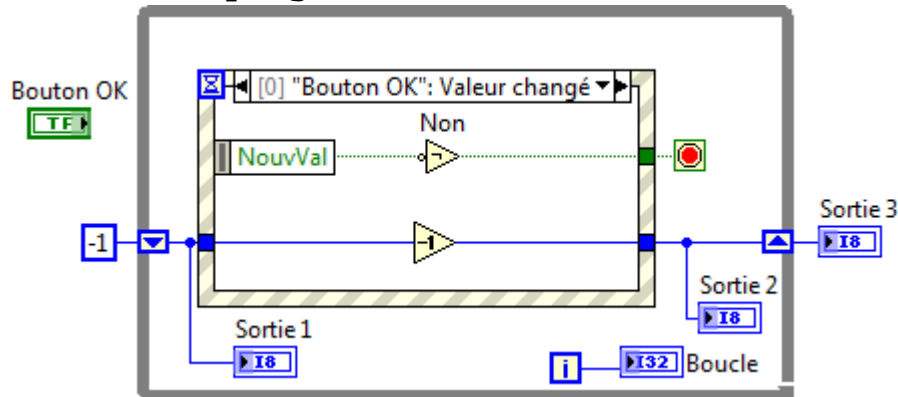 [0] "Bouton OK": Valeur changé
Bouton OK
TF
Non
NouvVal
-1
-1
Sortie 3
I8
Sortie 2
I8
Sortie 1
I8
i
I32 Boucle